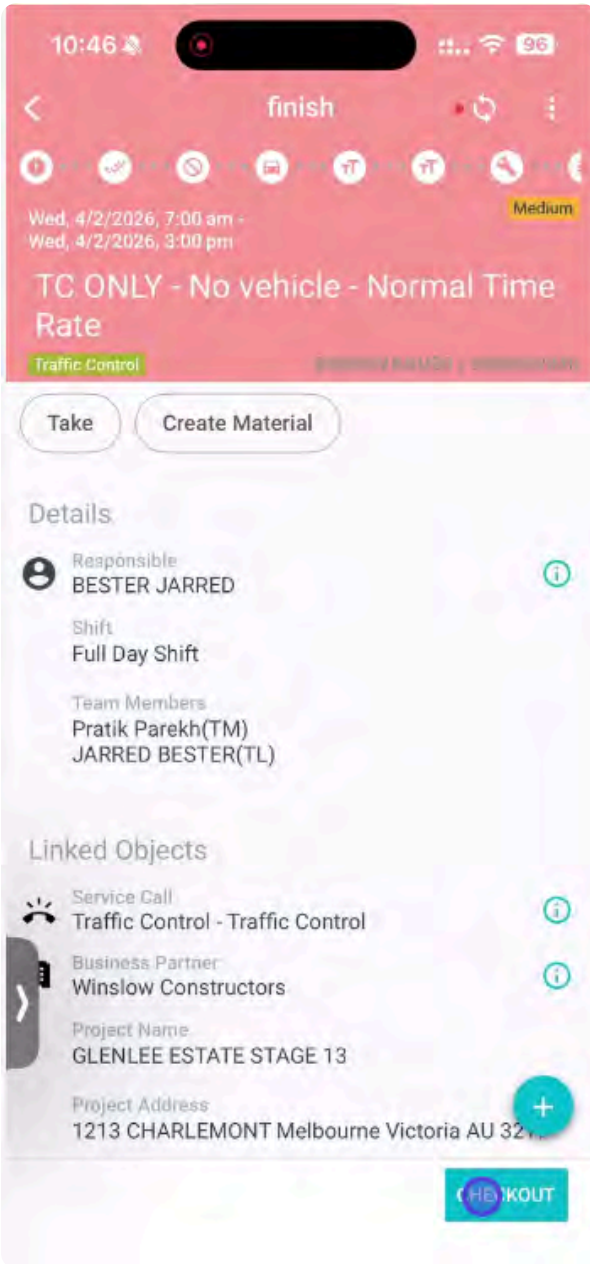 10:46
96
finish
Wed, 4/2/2026, 7:00 am -
Wed, 4/2/2026, 3:00 pm
Medium
TC ONLY - No vehicle - Normal Time
Rate
Traffic Control
Take
Create Material
Details
Responsible
BESTER JARRED
Shift
Full Day Shift
Team Members
Pratik Parekh(TM)
JARRED BESTER(TL)
Linked Objects
Service Call
Traffic Control - Traffic Control
Business Partner
Winslow Constructors
Project Name
GLENLEE ESTATE STAGE 13
Project Address
1213 CHARLEMONT Melbourne Victoria AU
CHECKOUT